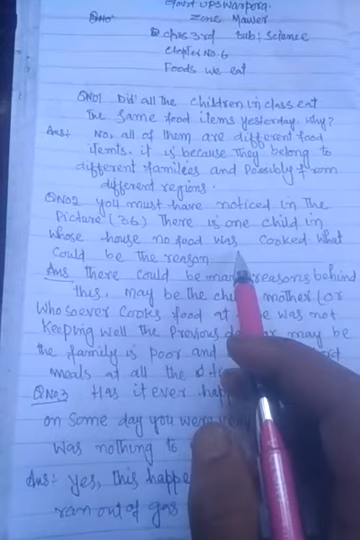 Govt UPS Warpora
Zone Mawer
QNo
class 3rd Sub: Science
Chapter No. 6
Foods we eat
QNo1 Did all the children in class eat
the same food items yesterday. why?
Ans: No, all of them are different food
items. it is because they belong to
different families and possibly from
different regions.
QNo2 you must have noticed in the
Picture (36) There is one child in
whose house no food was cooked what
could be the reason
Ans There could be many reasons behind
this, may be the mother (or
whosoever cooks food at was not
keeping well the previous may be
the family is poor and
meals at all the
QNo3 Has it ever
on some day you were
was nothing to
Ans: yes, this
ran out of gas